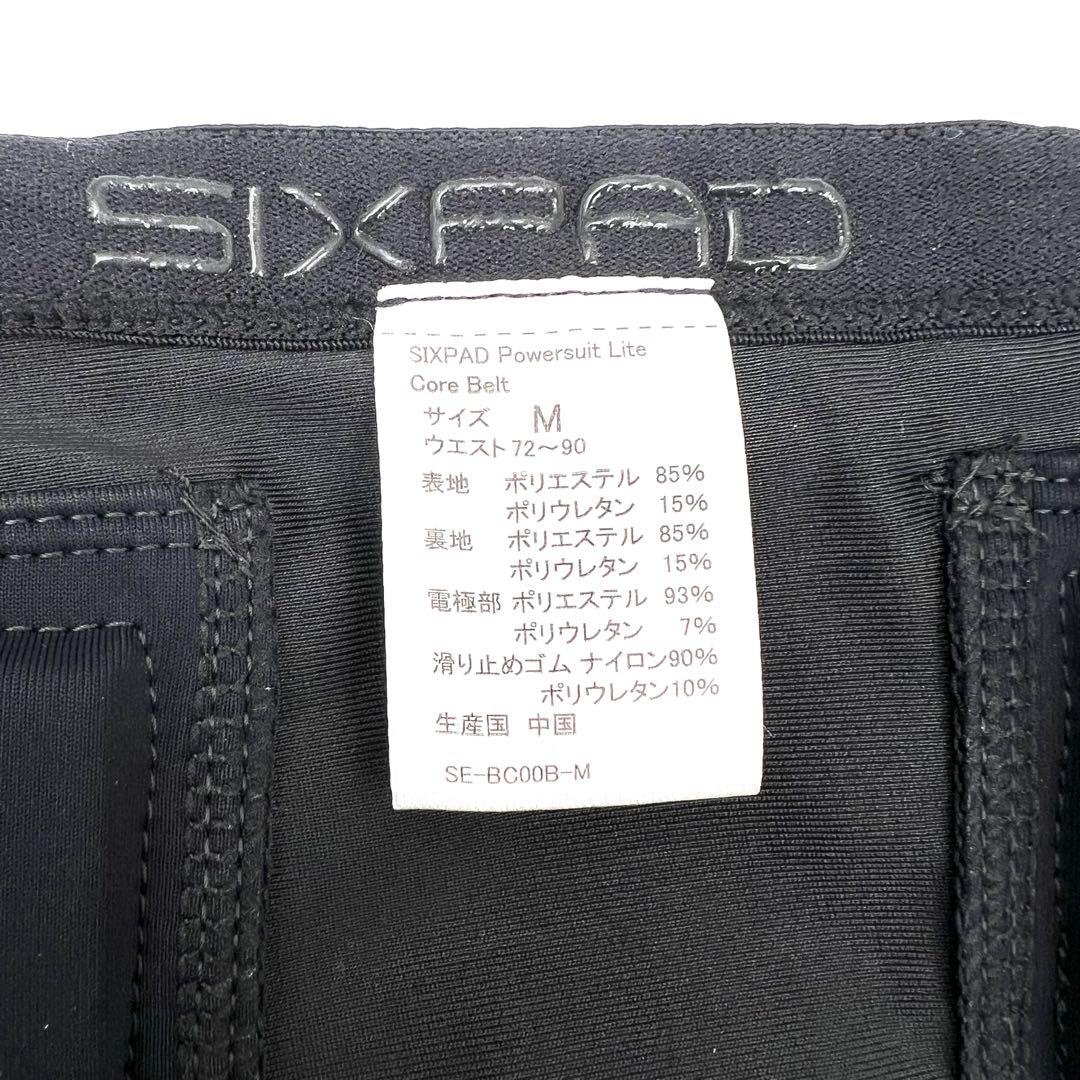 SIXPAD
SIXPAD Powersuit Lite
Core Belt
サイズ M
ウエスト72～90
表地 ポリエステル 85%
ポリウレタン 15%
裏地 ポリエステル 85%
ポリウレタン 15%
電極部 ポリエステル 93%
ポリウレタン 7%
滑り止めゴム ナイロン90%
ポリウレタン10%
生産国 中国
SE-BC00B-M